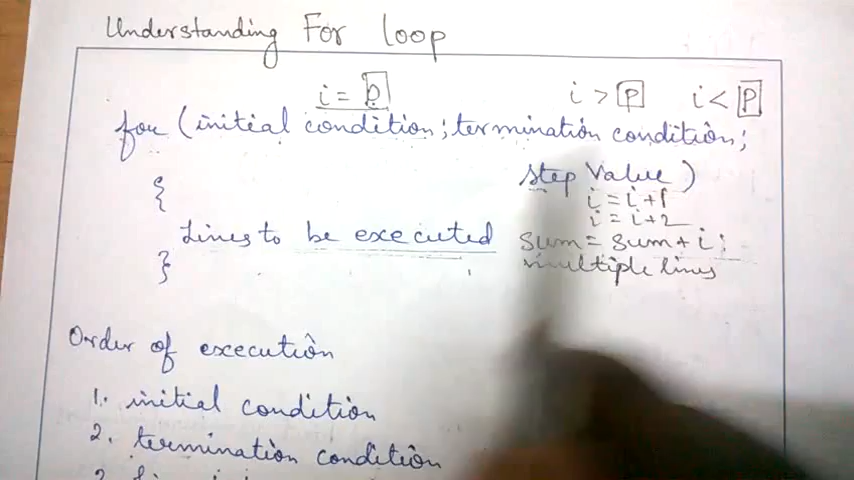 Understanding For loop
i = 0 i > P i < P
for (initial condition; termination condition;
step value)
{ i = i+1
i = i+2
Lines to be executed sum = sum + i;
} multiple lines
Order of execution
1. initial condition
2. termination condition